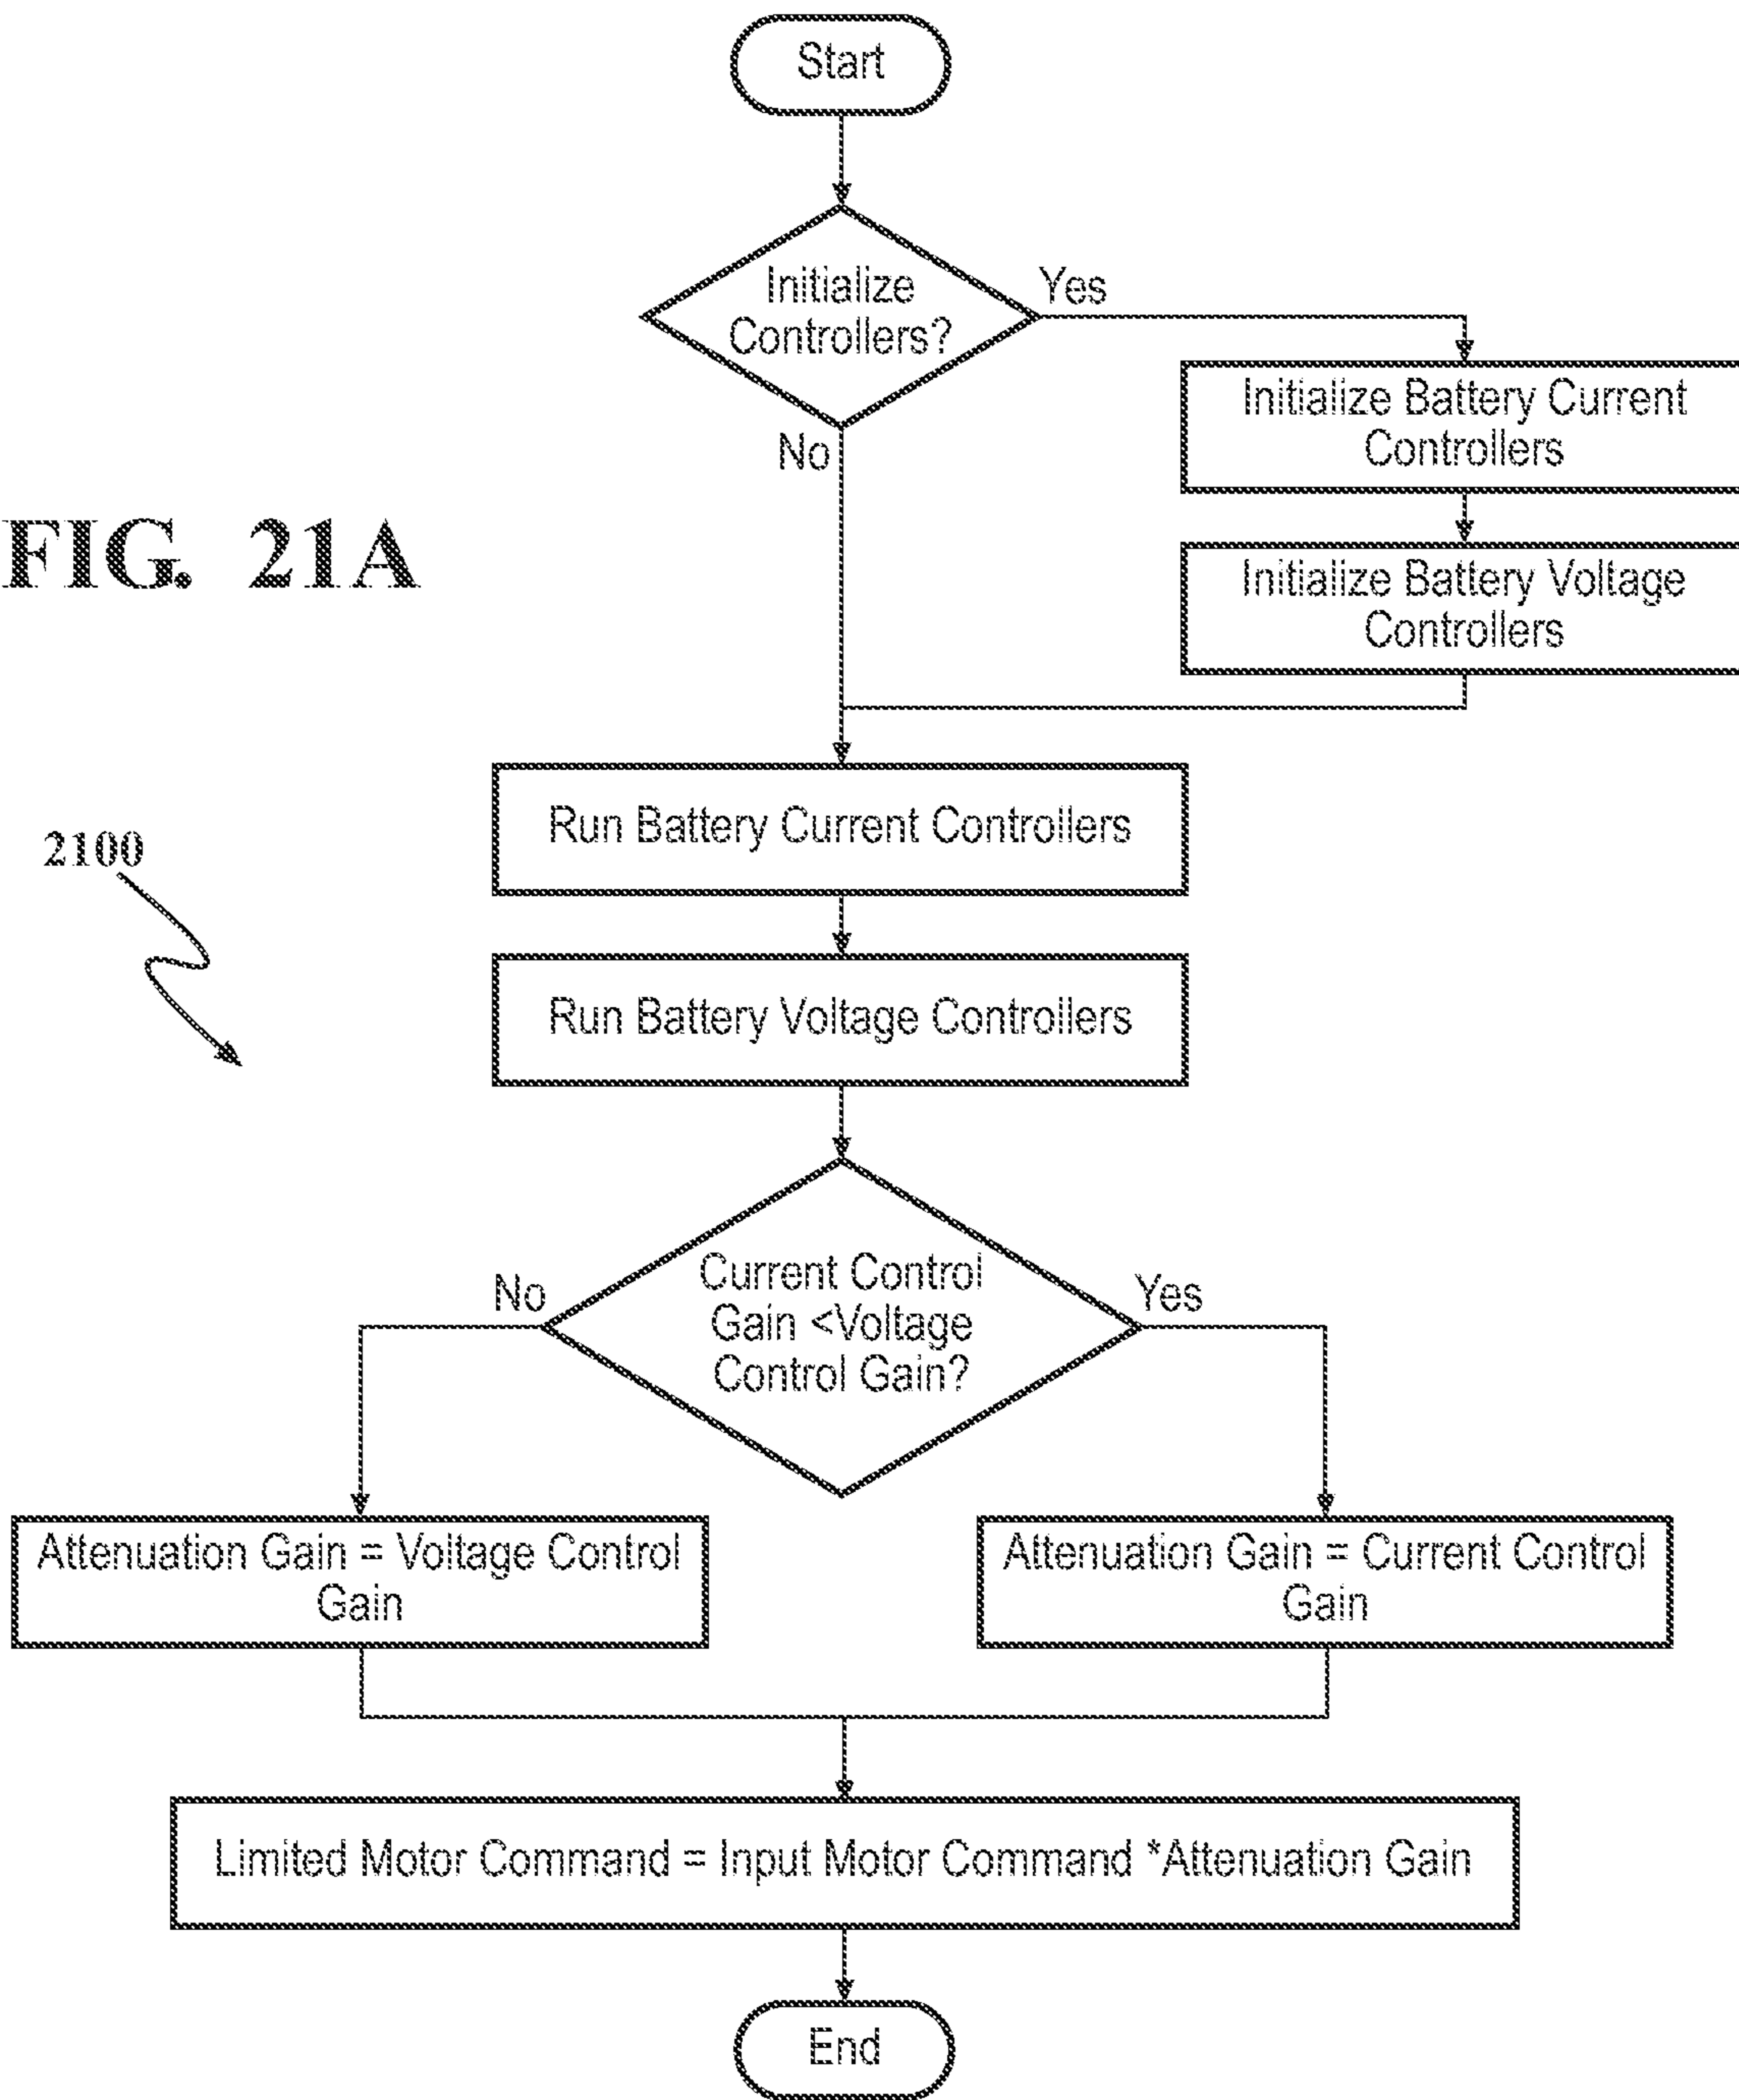 Start
Initialize
Controllers?
Yes
No
Initialize Battery Current
Controllers
Initialize Battery Voltage
Controllers
FIG. 21A
Run Battery Current Controllers
2100
Run Battery Voltage Controllers
Current Control
Gain <Voltage
Control Gain?
No
Yes
Attenuation Gain = Voltage Control
Gain
Attenuation Gain = Current Control
Gain
Limited Motor Command = Input Motor Command *Attenuation Gain
End